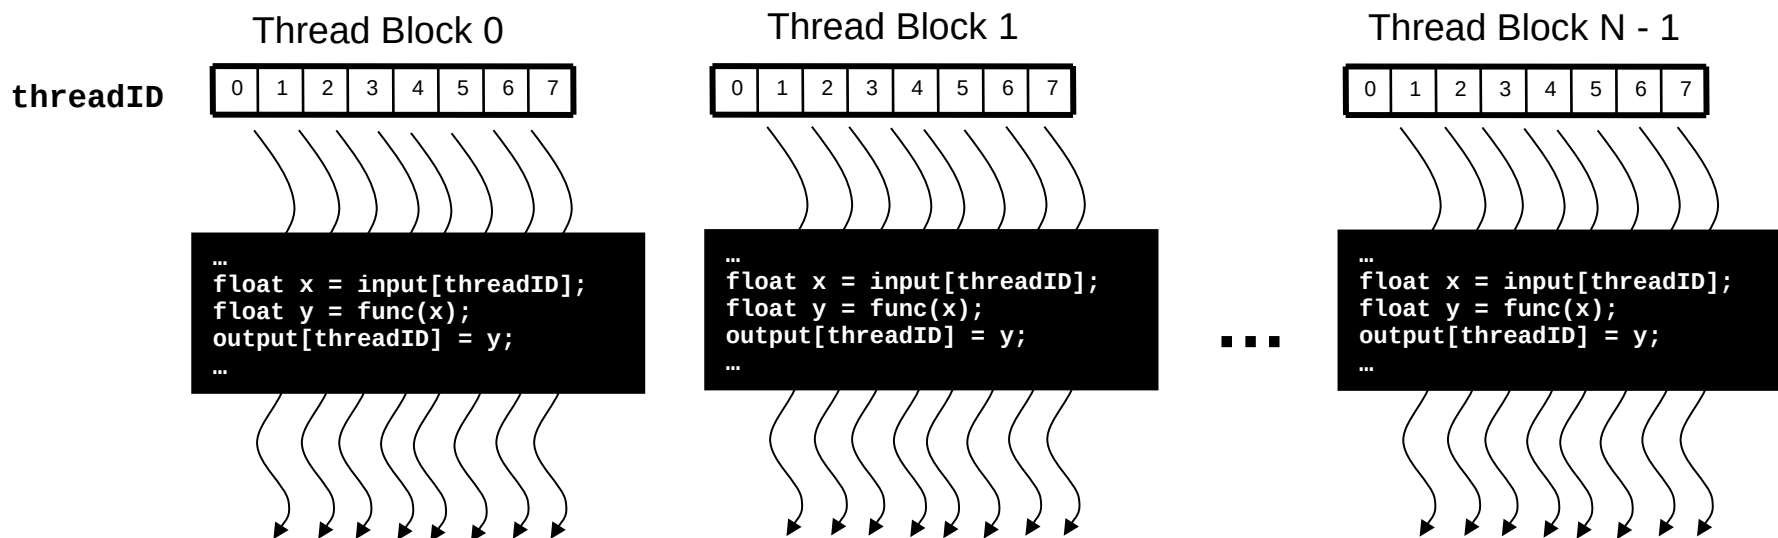 Thread Block 0
Thread Block 1
Thread Block N - 1
threadID
0 1 2 3 4 5 6 7
0 1 2 3 4 5 6 7
0 1 2 3 4 5 6 7
…
float x = input[threadID];
float y = func(x);
output[threadID] = y;
…
…
float x = input[threadID];
float y = func(x);
output[threadID] = y;
…
…
…
float x = input[threadID];
float y = func(x);
output[threadID] = y;
…